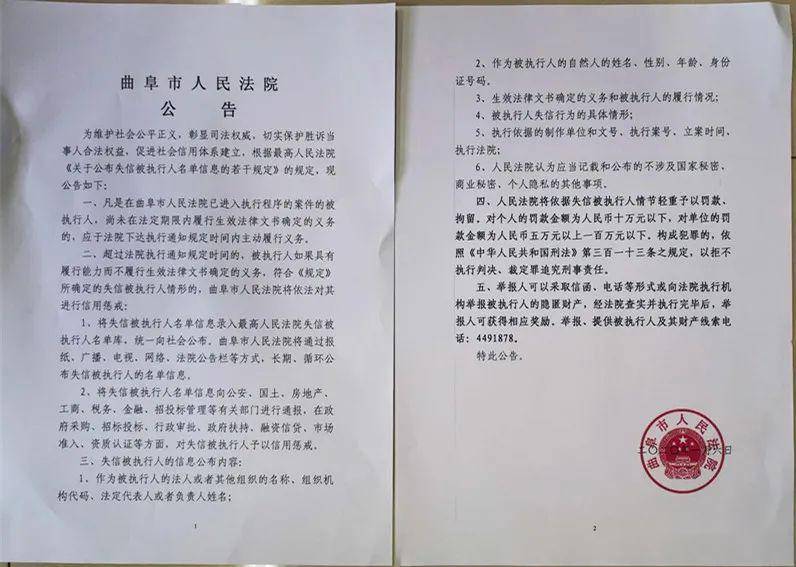 曲阜市人民法院
公 告
为维护社会公平正义，彰显司法权威、切实保护胜诉当
事人合法权益，促进社会信用体系建立，根据最高人民法院
《关于公布失信被执行人名单信息的若干规定》的规定，现
公告如下：
一、凡是在曲阜市人民法院已进入执行程序的案件的被
执行人，尚未在法定期限内履行生效法律文书确定的义务
的，应于法院下达执行通知规定时间内主动履行义务。
二、超过法院执行通知规定时间的，被执行人如果具有
履行能力而不履行生效法律文书确定的义务，符合《规定》
所确定的失信被执行人情形的，曲阜市人民法院将依法对其
进行信用惩戒：
1、将失信被执行人名单信息录入最高人民法院失信被
执行人名单库，统一向社会公布。曲阜市人民法院将通过报
纸、广播、电视、网络、法院公告栏等方式，长期、循环公
布失信被执行人的名单信息。
2、将失信被执行人名单信息向公安、国土、房地产、
工商、税务、金融、招投标管理等有关部门进行通报，在政
府采购、招标投标、行政审批、政府扶持、融资信贷、市场
准入、资质认证等方面，对失信被执行人予以信用惩戒。
三、失信被执行人的信息公布内容：
1、作为被执行人的法人或者其他组织的名称、组织机
构代码、法定代表人或者负责人姓名；
1
2、作为被执行人的自然人的姓名、性别、年龄、身份
证号码。
3、生效法律文书确定的义务和被执行人的履行情况；
4、被执行人失信行为的具体情形；
5、执行依据的制作单位和文号、执行案号、立案时间、
执行法院；
6、人民法院认为应当记载和公布的不涉及国家秘密、
商业秘密、个人隐私的其他事项。
四、人民法院将依据失信被执行人情节轻重予以罚款、
拘留。对个人的罚款金额为人民币十万元以下，对单位的罚
款金额为人民币五万元以上一百万元以下。构成犯罪的，依
照《中华人民共和国刑法》第三百一十三条之规定，以拒不
执行判决、裁定罪追究刑事责任。
五、举报人可以采取信函、电话等形式或向法院执行机
构举报被执行人的隐匿财产，经法院查实并执行完毕后，举
报人可获得相应奖励。举报、提供被执行人及其财产线索电
话：4491878。
特此公告。
曲阜市人民法院
2